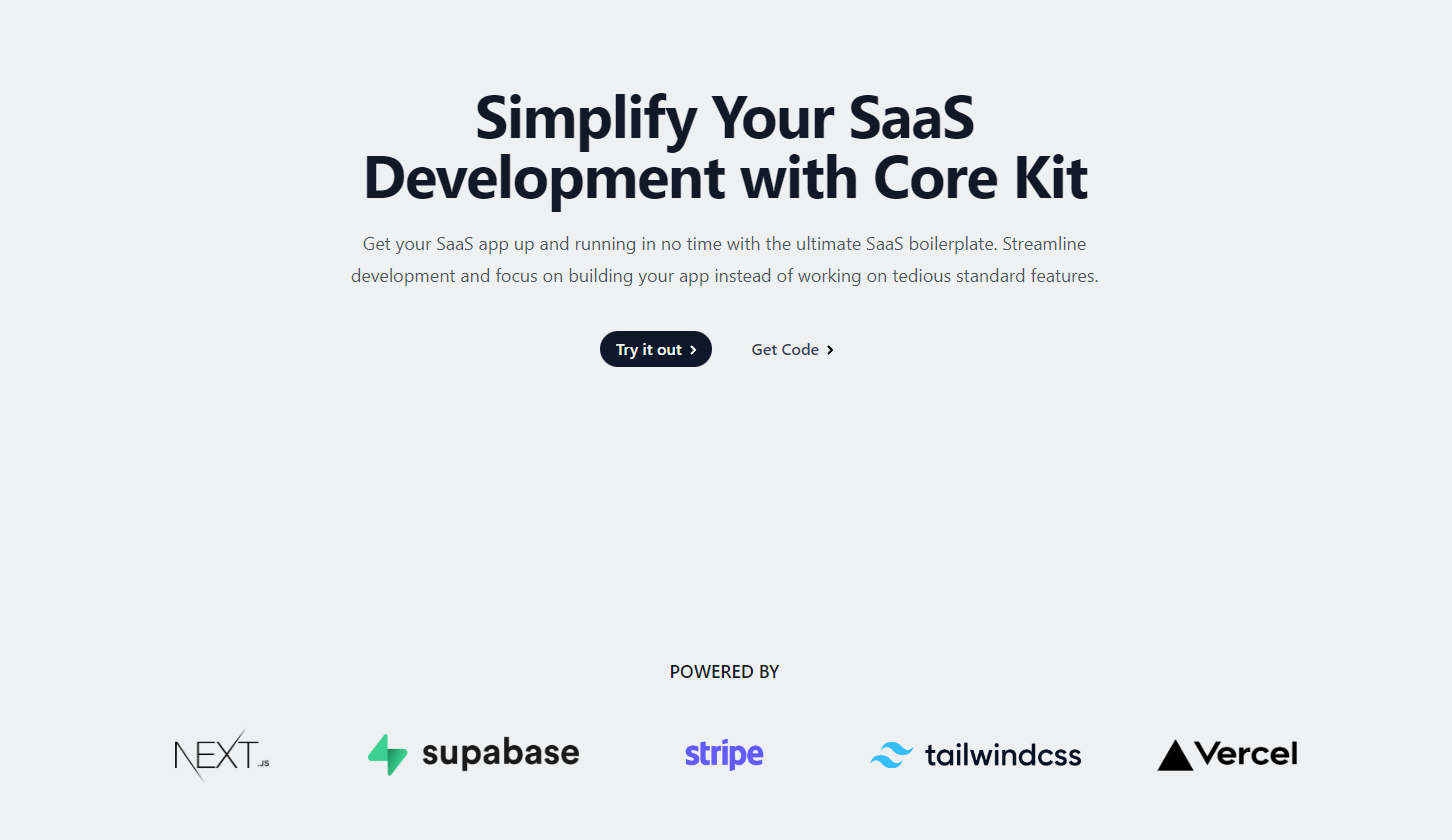 Simplify Your SaaS
Development with Core Kit
Get your SaaS app up and running in no time with the ultimate SaaS boilerplate. Streamline
development and focus on building your app instead of working on tedious standard features.
Try it out
Get Code
POWERED BY
NEXT.JS
supabase
stripe
tailwindcss
Vercel